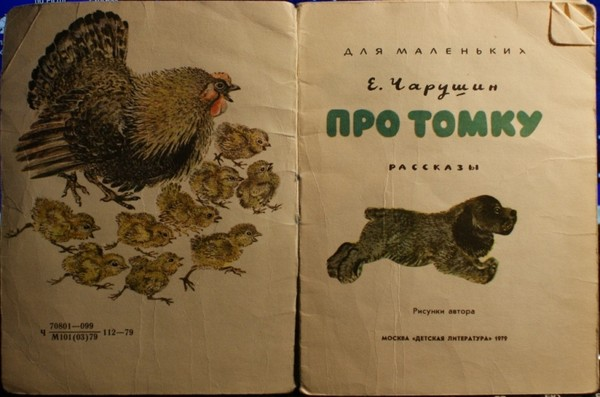 Ч 70801—099 112—79
М101(03)79
ДЛЯ МАЛЕНЬКИХ
Е. Чарушин
ПРО ТОМКУ
РАССКАЗЫ
Рисунки автора
МОСКВА «ДЕТСКАЯ ЛИТЕРАТУРА» 1979